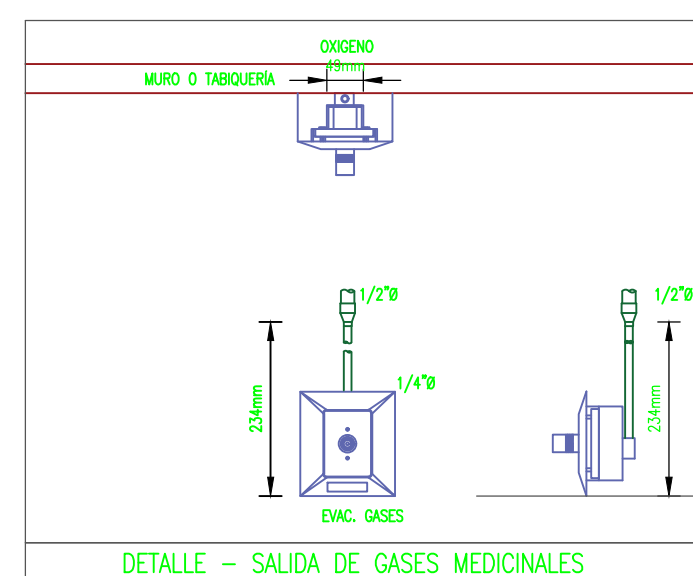 OXIGENO
49mm
MURO O TABIQUERÍA
1/2"Ø
1/2"Ø
1/4"Ø
234mm
234mm
EVAC. GASES
DETALLE – SALIDA DE GASES MEDICINALES